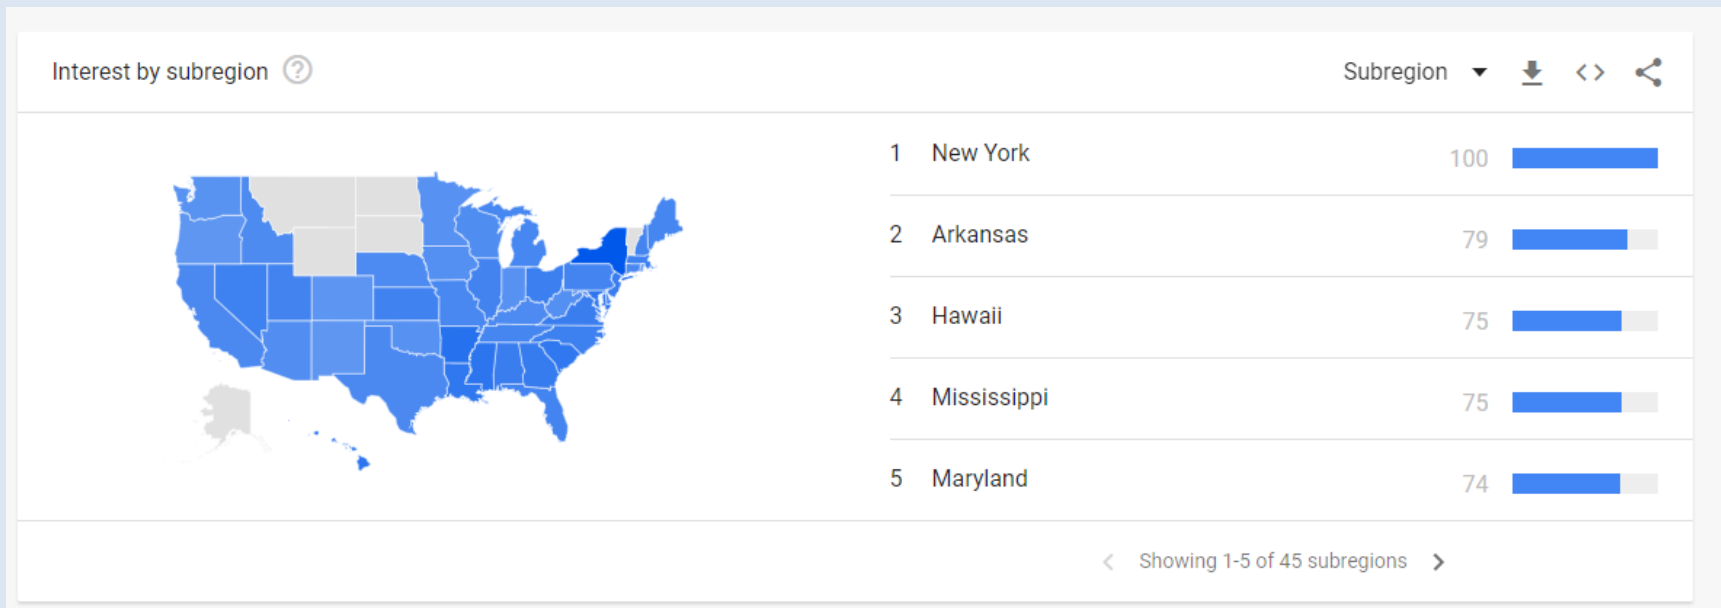 Interest by subregion ?
Subregion
1 New York 100
2 Arkansas 79
3 Hawaii 75
4 Mississippi 75
5 Maryland 74
Showing 1-5 of 45 subregions